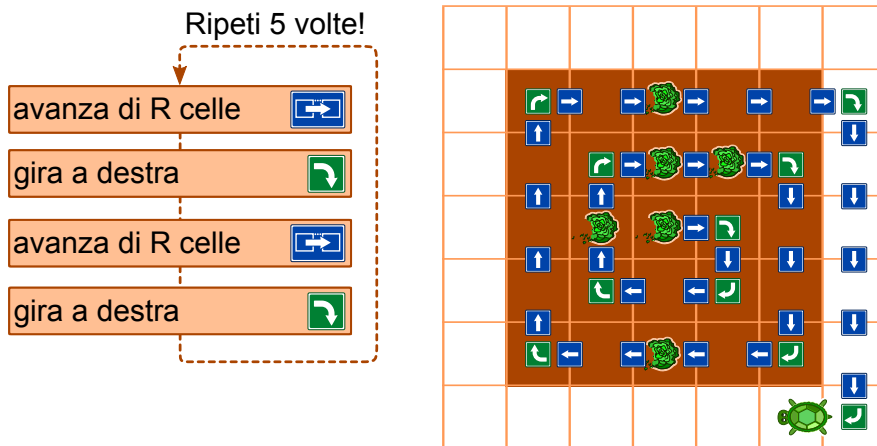 Ripeti 5 volte!
avanza di R celle
gira a destra
avanza di R celle
gira a destra